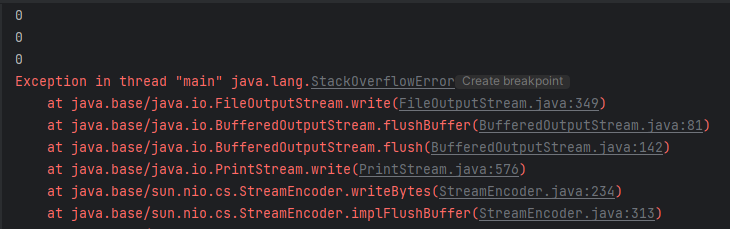 0
0
0
Exception in thread "main" java.lang.StackOverflowError Create breakpoint
at java.base/java.io.FileOutputStream.write(FileOutputStream.java:349)
at java.base/java.io.BufferedOutputStream.flushBuffer(BufferedOutputStream.java:81)
at java.base/java.io.BufferedOutputStream.flush(BufferedOutputStream.java:142)
at java.base/java.io.PrintStream.write(PrintStream.java:576)
at java.base/sun.nio.cs.StreamEncoder.writeBytes(StreamEncoder.java:234)
at java.base/sun.nio.cs.StreamEncoder.implFlushBuffer(StreamEncoder.java:313)